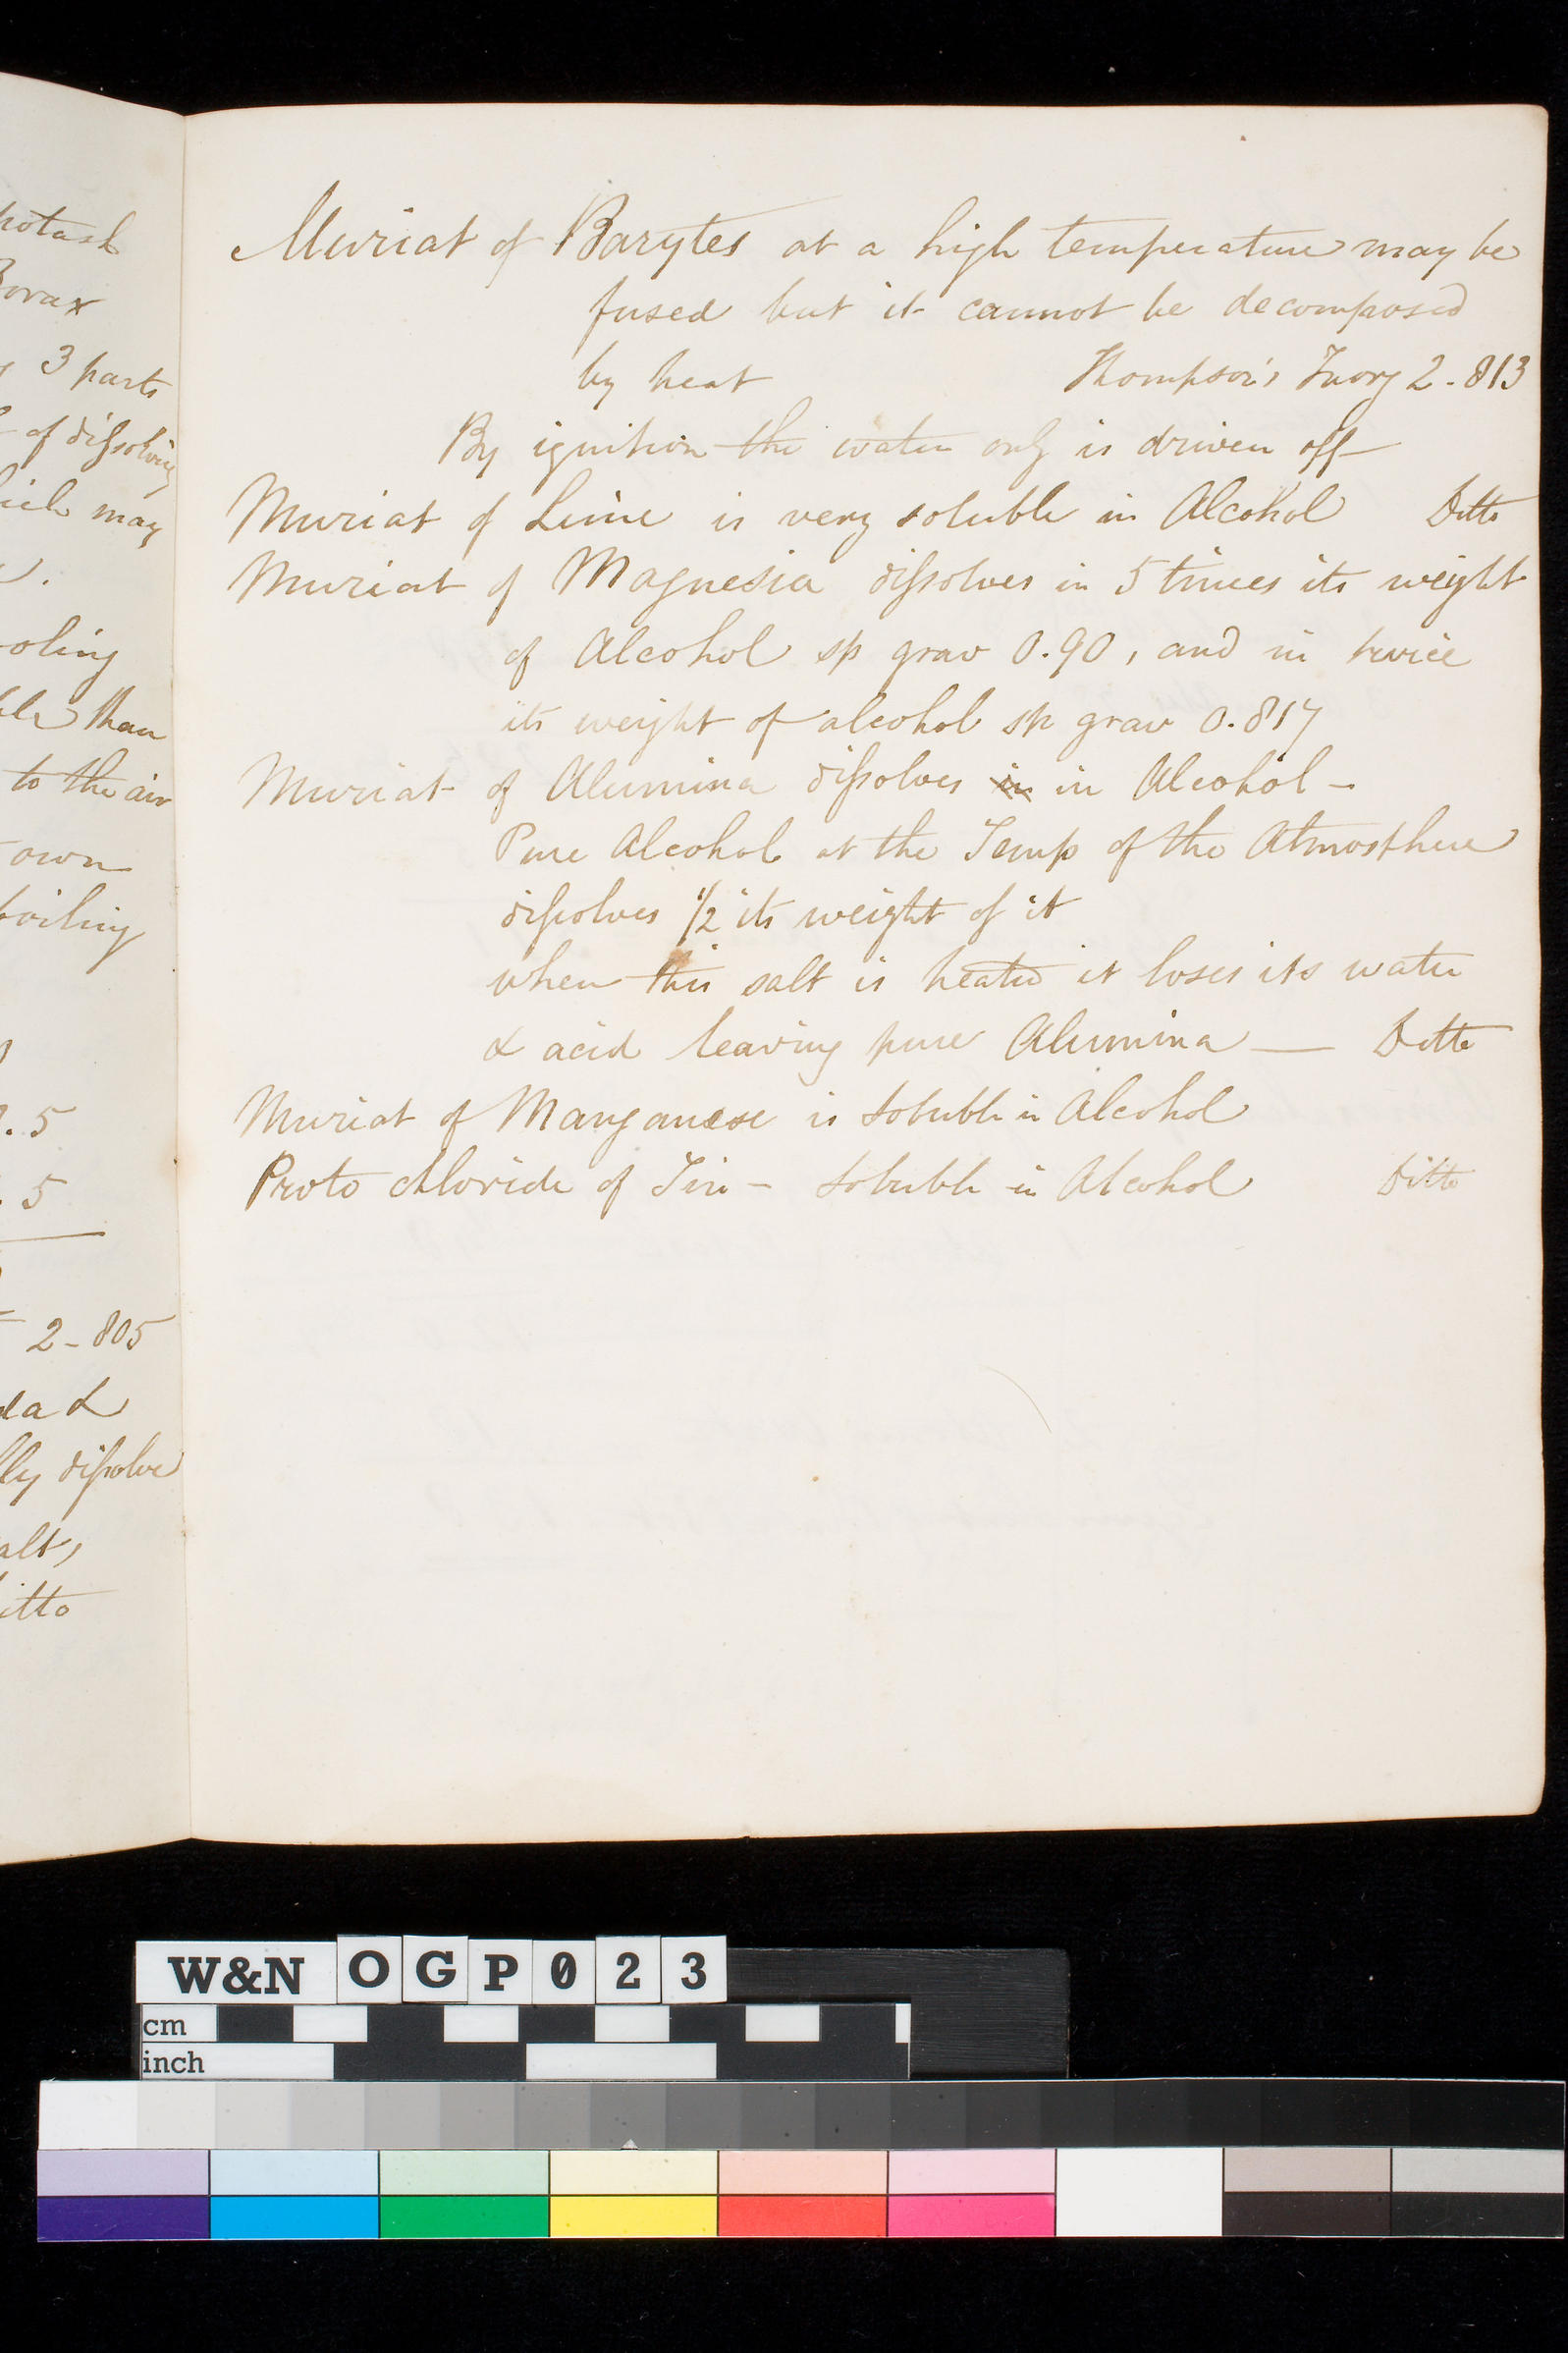 potash
Borax
3 parts
of dissolving
which may
oling
than
to the air
own
boiling
.5
.5
2-805
dissolve
alt,
itto
Muriat of Barytes at a high temperature may be
fused but it cannot be decomposed
by heat Thompson's 2-813
By ignition the water only is driven off
Muriat of Lime is very soluble in Alcohol Ditto
Muriat of Magnesia dissolves in 5 times its weight
of Alcohol sp grav 0.90, and in twice
its weight of alcohol sp grav 0.817
Muriat of Alumina dissolves in in Alcohol -
Pure Alcohol at the Temp of the Atmosphere
dissolves 1/2 its weight of it
when this salt is heated it loses its water
& acid leaving pure Alumina — Ditto
Muriat of Manganese is soluble in Alcohol
Proto chloride of Tin - soluble in Alcohol Ditto
W&N OGP023
cm
inch